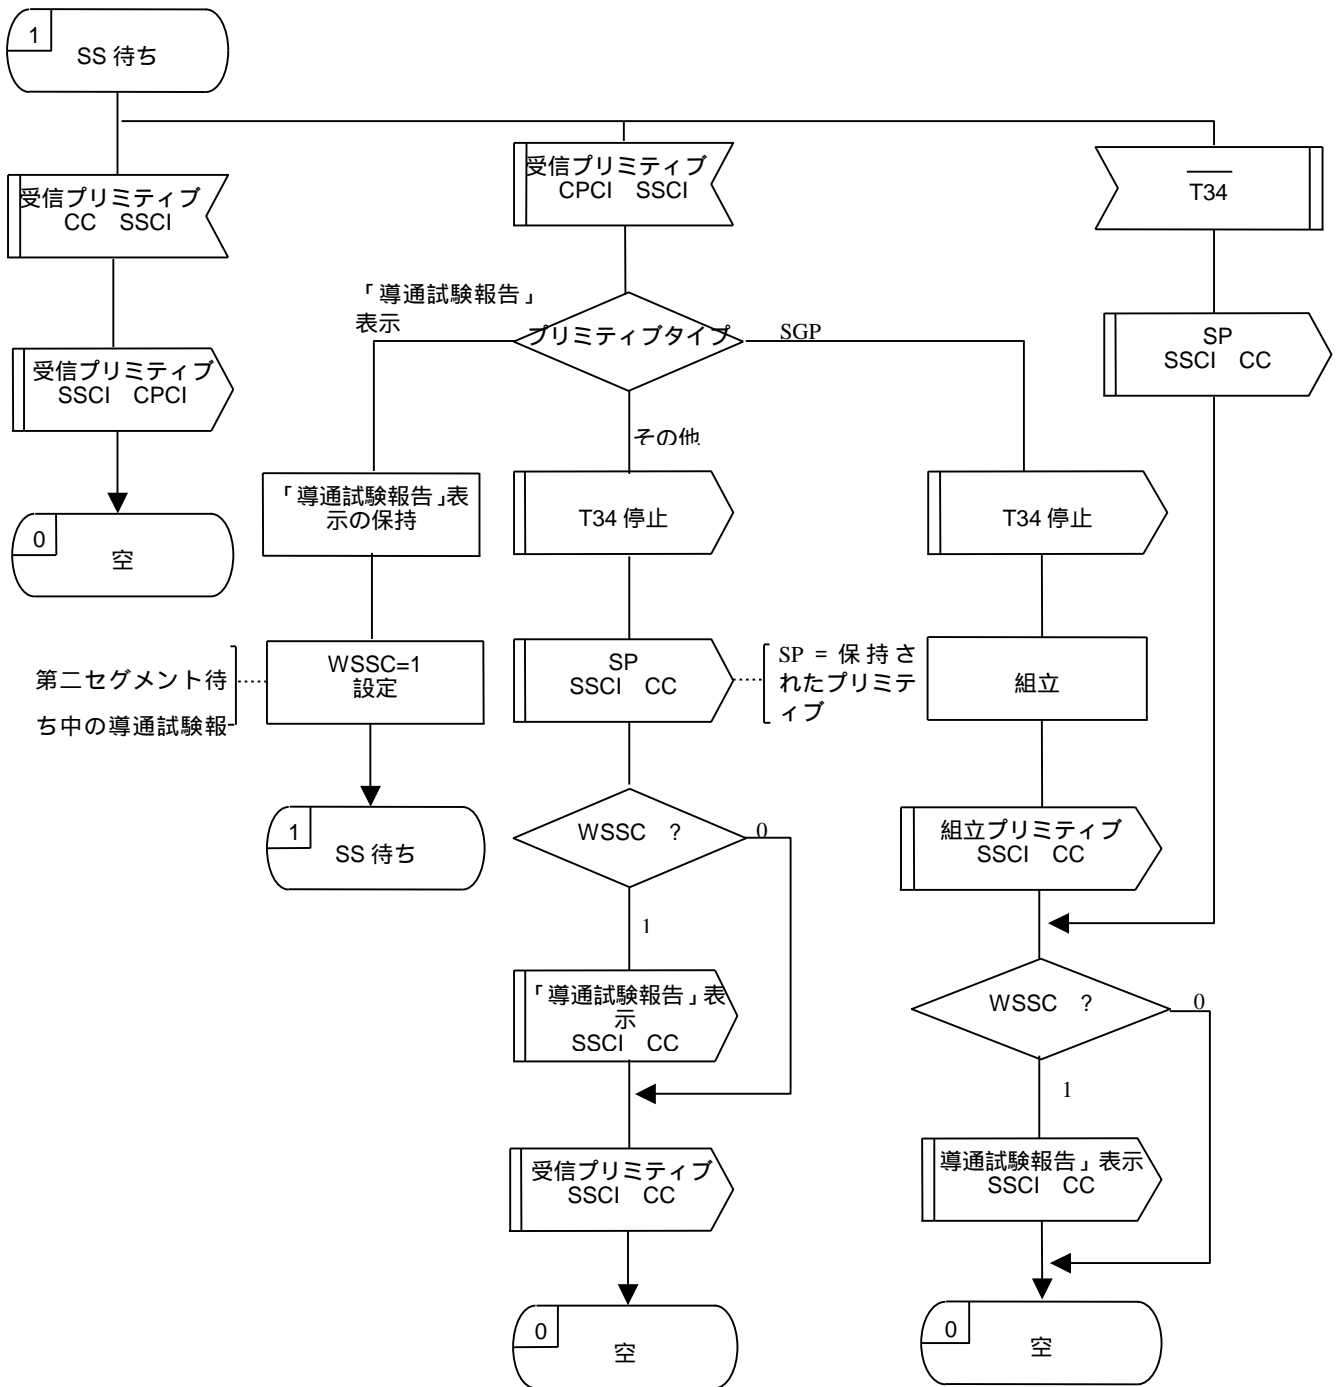 1
SS 待ち
受信プリミティブ
CC SSCI
受信プリミティブ
SSCI CPCI
0
空
受信プリミティブ
CPCI SSCI
プリミティブタイプ
「導通試験報告」
表示
その他
SGP
「導通試験報告」表
示の保持
WSSC=1
設定
第二セグメント待
ち中の導通試験報
1
SS 待ち
T34 停止
SP
SSCI CC
SP = 保持さ
れたプリミテ
ィブ
WSSC ?
0
1
「導通試験報告」表
示
SSCI CC
受信プリミティブ
SSCI CC
0
空
T34 停止
組立
組立プリミティブ
SSCI CC
T34
SP
SSCI CC
WSSC ?
0
1
導通試験報告」表示
SSCI CC
0
空